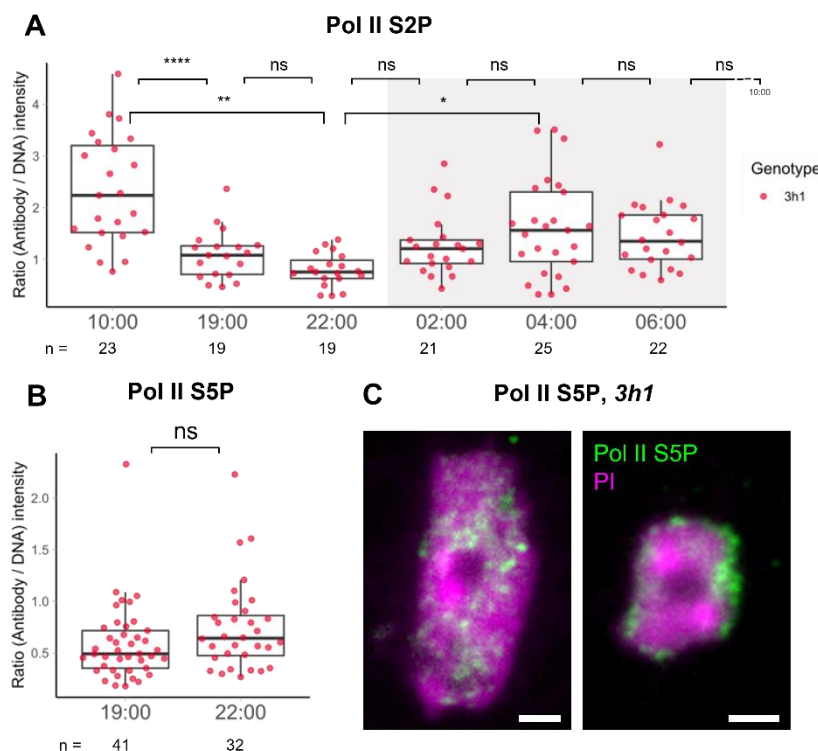 A
Pol II S2P
Ratio (Antibody / DNA) intensity
4
3
2
1
**** ns ns ns ns ns
** *
10:00
Genotype
3h1
10:00 19:00 22:00 02:00 04:00 06:00
n = 23 19 19 21 25 22
B
Pol II S5P
ns
Ratio (Antibody / DNA) intensity
2.0
1.5
1.0
0.5
19:00 22:00
n = 41 32
C
Pol II S5P, 3h1
Pol II S5P
PI